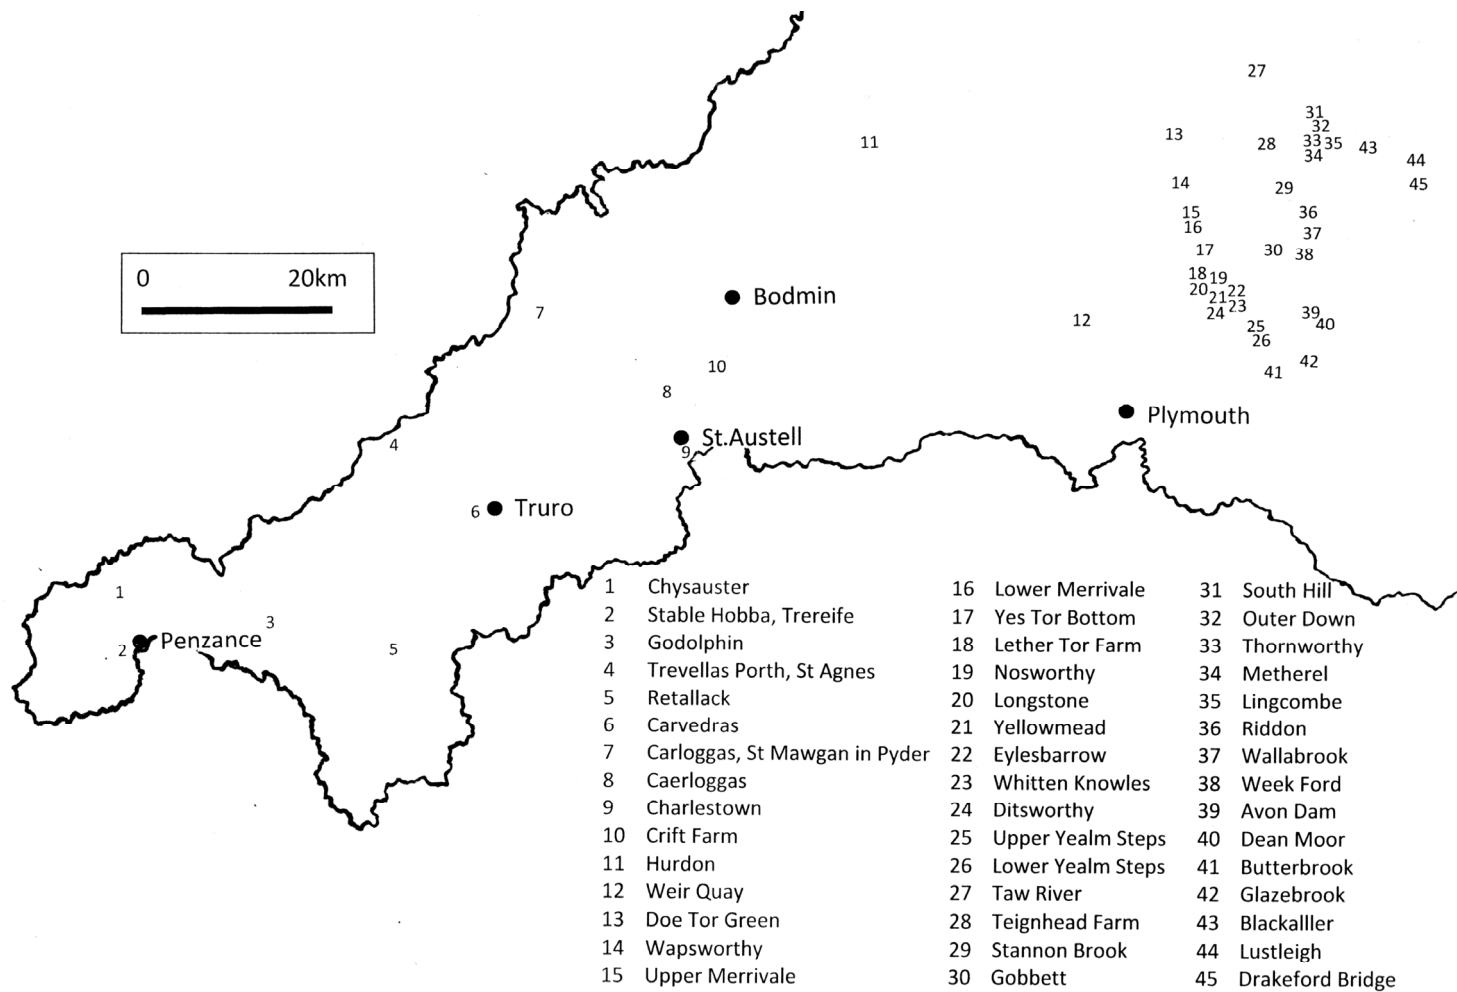 27
31
32
11
13
28
33
35
43
34
44
14
29
45
15
36
16
37
17
30
38
0
20km
18
19
Bodmin
20
22
21
23
7
24
39
12
25
40
26
10
42
41
8
Plymouth
St.Austell
4
9
6
Truro
1
3
Penzance
2
5
1 Chysauster
2 Stable Hobba, Trereife
3 Godolphin
4 Trevellas Porth, St Agnes
5 Retallack
6 Carvedras
7 Carloggas, St Mawgan in Pyder
8 Caerloggas
9 Charlestown
10 Crift Farm
11 Hurdon
12 Weir Quay
13 Doe Tor Green
14 Wapsworthy
15 Upper Merrivale
16 Lower Merrivale
17 Yes Tor Bottom
18 Lether Tor Farm
19 Nosworthy
20 Longstone
21 Yellowmead
22 Eylesbarrow
23 Whitten Knowles
24 Ditsworthy
25 Upper Yealm Steps
26 Lower Yealm Steps
27 Taw River
28 Teignhead Farm
29 Stannon Brook
30 Gobbett
31 South Hill
32 Outer Down
33 Thornworthy
34 Metherel
35 Lingcombe
36 Riddon
37 Wallabrook
38 Week Ford
39 Avon Dam
40 Dean Moor
41 Butterbrook
42 Glazebrook
43 Blackalller
44 Lustleigh
45 Drakeford Bridge